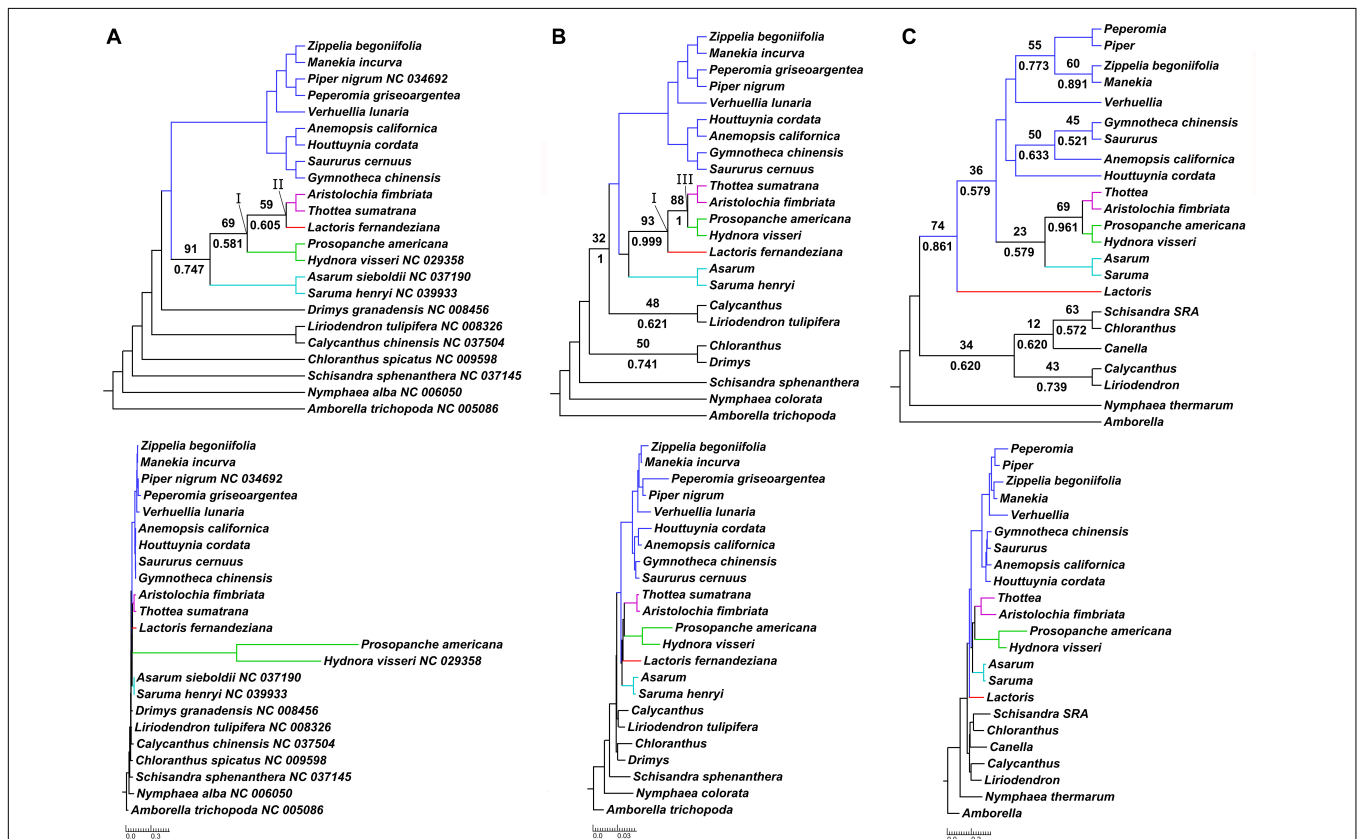 A
Zippelia begoniifolia
Manekia incurva
Piper nigrum NC 034692
Peperomia griseoargentea
Verhuellia lunaria
Anemopsis californica
Houttuynia cordata
Saururus cernuus
Gymnotheca chinensis
Aristolochia fimbriata
Thottea sumatrana
Lactoris fernandeziana
Prosopanche americana
Hydnora visseri NC 029358
Asarum sieboldii NC 037190
Saruma henryi NC 039933
Drimys granadensis NC 008456
Liriodendron tulipifera NC 008326
Calycanthus chinensis NC 037504
Chloranthus spicatus NC 009598
Schisandra sphenanthera NC 037145
Nymphaea alba NC 006050
Amborella trichopoda NC 005086
I
II
59
0.605
69
0.581
91
0.747
B
Zippelia begoniifolia
Manekia incurva
Peperomia griseoargentea
Piper nigrum
Verhuellia lunaria
Houttuynia cordata
Anemopsis californica
Gymnotheca chinensis
Saururus cernuus
Thottea sumatrana
Aristolochia fimbriata
Prosopanche americana
Hydnora visseri
Lactoris fernandeziana
Asarum
Saruma henryi
Calycanthus
Liriodendron tulipifera
Chloranthus
Drimys
Schisandra sphenanthera
Nymphaea colorata
Amborella trichopoda
III
I
88
1
93
0.999
32
1
48
0.621
50
0.741
C
Peperomia
Piper
Zippelia begoniifolia
Manekia
Verhuellia
Gymnotheca chinensis
Saururus
Anemopsis californica
Houttuynia cordata
Thottea
Aristolochia fimbriata
Prosopanche americana
Hydnora visseri
Asarum
Saruma
Lactoris
Schisandra SRA
Chloranthus
Canella
Calycanthus
Liriodendron
Nymphaea thermarum
Amborella
55
0.773
60
0.891
45
0.521
50
0.633
36
0.579
69
0.961
74
0.861
23
0.579
63
0.572
12
0.620
34
0.620
43
0.739
Zippelia begoniifolia
Manekia incurva
Piper nigrum NC 034692
Peperomia griseoargentea
Verhuellia lunaria
Anemopsis californica
Houttuynia cordata
Saururus cernuus
Gymnotheca chinensis
Aristolochia fimbriata
Thottea sumatrana
Lactoris fernandeziana
Prosopanche americana
Hydnora visseri NC 029358
Asarum sieboldii NC 037190
Saruma henryi NC 039933
Drimys granadensis NC 008456
Liriodendron tulipifera NC 008326
Calycanthus chinensis NC 037504
Chloranthus spicatus NC 009598
Schisandra sphenanthera NC 037145
Nymphaea alba NC 006050
Amborella trichopoda NC 005086
0.0 0.3
Zippelia begoniifolia
Manekia incurva
Peperomia griseoargentea
Piper nigrum
Verhuellia lunaria
Houttuynia cordata
Anemopsis californica
Gymnotheca chinensis
Saururus cernuus
Thottea sumatrana
Aristolochia fimbriata
Prosopanche americana
Hydnora visseri
Lactoris fernandeziana
Asarum
Saruma henryi
Calycanthus
Liriodendron tulipifera
Chloranthus
Drimys
Schisandra sphenanthera
Nymphaea colorata
Amborella trichopoda
0.0 0.03
Peperomia
Piper
Zippelia begoniifolia
Manekia
Verhuellia
Gymnotheca chinensis
Saururus
Anemopsis californica
Houttuynia cordata
Thottea
Aristolochia fimbriata
Prosopanche americana
Hydnora visseri
Asarum
Saruma
Lactoris
Schisandra SRA
Chloranthus
Canella
Calycanthus
Liriodendron
Nymphaea thermarum
Amborella
0.0 0.3